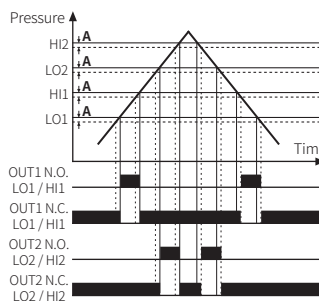 Pressure
A
HI2
A
LO2
A
HI1
A
LO1
Tim
OUT1 N.O.
LO1 / HI1
OUT1 N.C.
LO1 / HI1
OUT2 N.O.
LO2 / HI2
OUT2 N.C.
LO2 / HI2